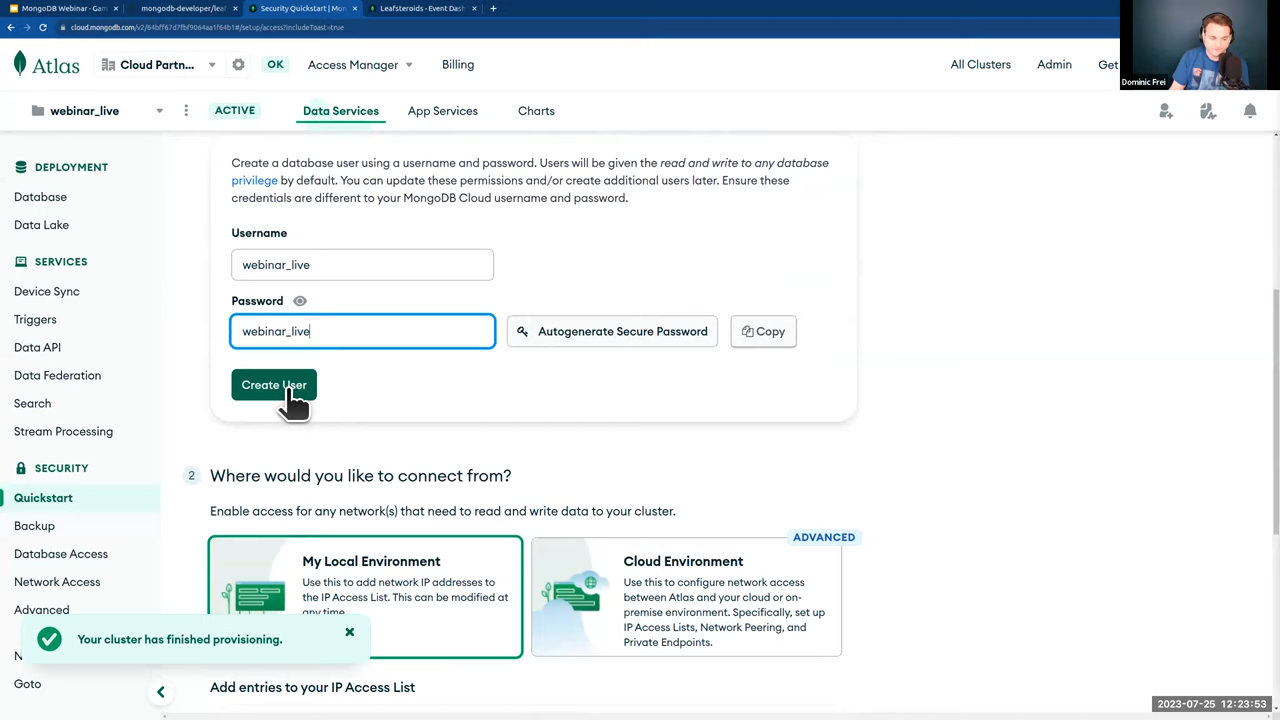 MongoDB Webinar - Gam
mongodb-developer/leaf
Security Quickstart | Mon
Leafsteroids - Event Das
cloud.mongodb.com/v2/64bff67d7fbf9064aa1f64b1#/setup/access?includeToast=true
Atlas
Cloud Partn...
OK
Access Manager
Billing
All Clusters
Admin
Get
Dominic Frei
webinar_live
ACTIVE
Data Services
App Services
Charts
DEPLOYMENT
Database
Data Lake
SERVICES
Device Sync
Triggers
Data API
Data Federation
Search
Stream Processing
SECURITY
Quickstart
Backup
Database Access
Network Access
Advanced
N
Goto
Create a database user using a username and password. Users will be given the read and write to any database
privilege by default. You can update these permissions and/or create additional users later. Ensure these
credentials are different to your MongoDB Cloud username and password.
Username
webinar_live
Password
webinar_live
Autogenerate Secure Password
Copy
Create User
2 Where would you like to connect from?
Enable access for any network(s) that need to read and write data to your cluster.
My Local Environment
Use this to add network IP addresses to
the IP Access List. This can be modified at
any time.
ADVANCED
Cloud Environment
Use this to configure network access
between Atlas and your cloud or on-
premise environment. Specifically, set up
IP Access Lists, Network Peering, and
Private Endpoints.
Your cluster has finished provisioning.
Add entries to your IP Access List
2023-07-25 12:23:53